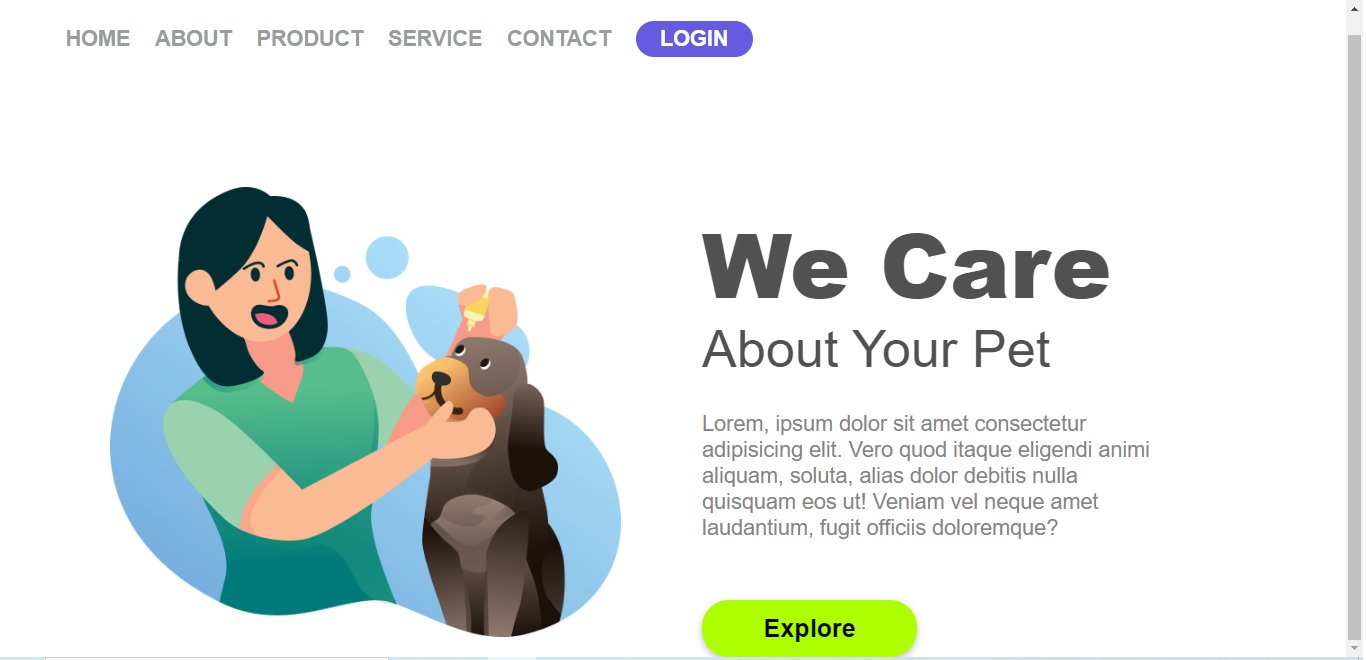 HOME ABOUT PRODUCT SERVICE CONTACT LOGIN
We Care
About Your Pet
Lorem, ipsum dolor sit amet consectetur
adipisicing elit. Vero quod itaque eligendi animi
aliquam, soluta, alias dolor debitis nulla
quisquam eos ut! Veniam vel neque amet
laudantium, fugit officiis doloremque?
Explore